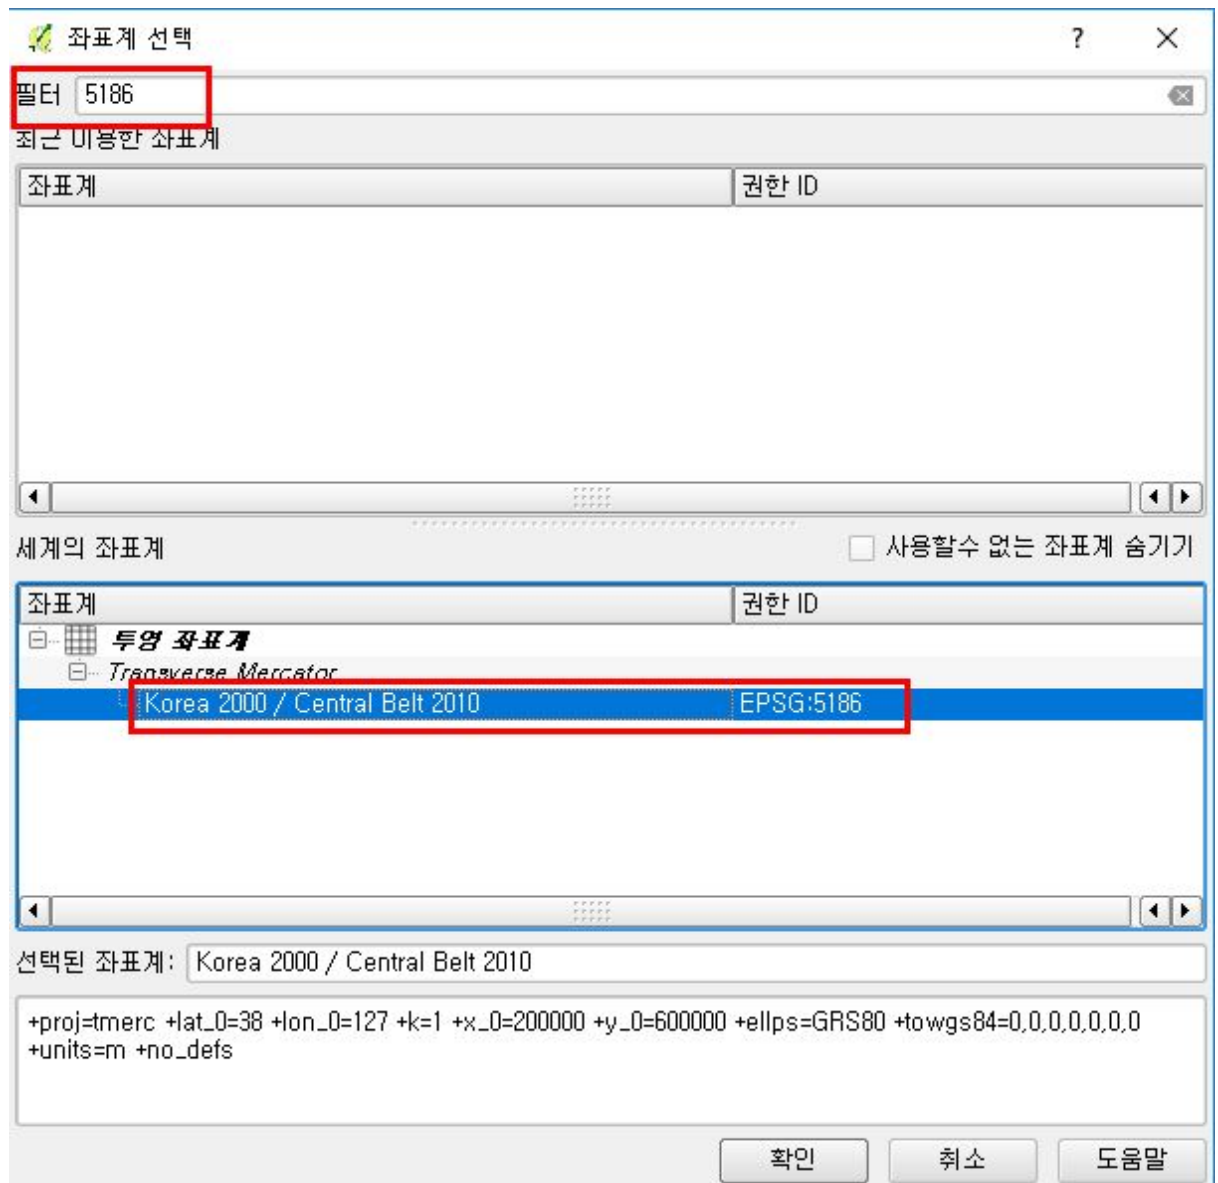 좌표계 선택
필터 5186
최근 이용한 좌표계
좌표계 권한 ID
세계의 좌표계 사용할수 없는 좌표계 숨기기
좌표계 권한 ID
투영 좌표계
Transverse Mercator
Korea 2000 / Central Belt 2010 EPSG:5186
선택된 좌표계: Korea 2000 / Central Belt 2010
+proj=tmerc +lat_0=38 +lon_0=127 +k=1 +x_0=200000 +y_0=600000 +ellps=GRS80 +towgs84=0,0,0,0,0,0,0
+units=m +no_defs
확인 취소 도움말